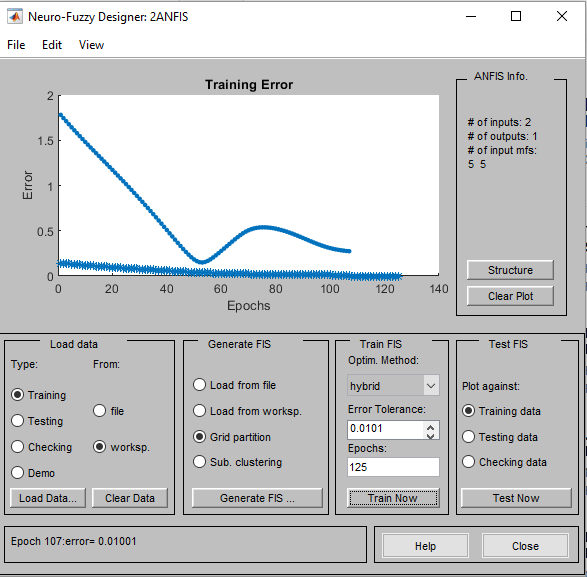 Neuro-Fuzzy Designer: 2ANFIS
File Edit View
Training Error
2
1.5
1
0.5
0
Error
0 20 40 60 80 100 120 140
Epochs
ANFIS Info.
# of inputs: 2
# of outputs: 1
# of input mfs:
5 5
Structure
Clear Plot
Load data
Type: From:
Training
Testing
Checking
Demo
file
worksp.
Load Data...
Clear Data
Generate FIS
Load from file
Load from worksp.
Grid partition
Sub. clustering
Generate FIS ...
Train FIS
Optim. Method:
hybrid
Error Tolerance:
0.0101
Epochs:
125
Train Now
Test FIS
Plot against:
Training data
Testing data
Checking data
Test Now
Epoch 107:error= 0.01001
Help
Close